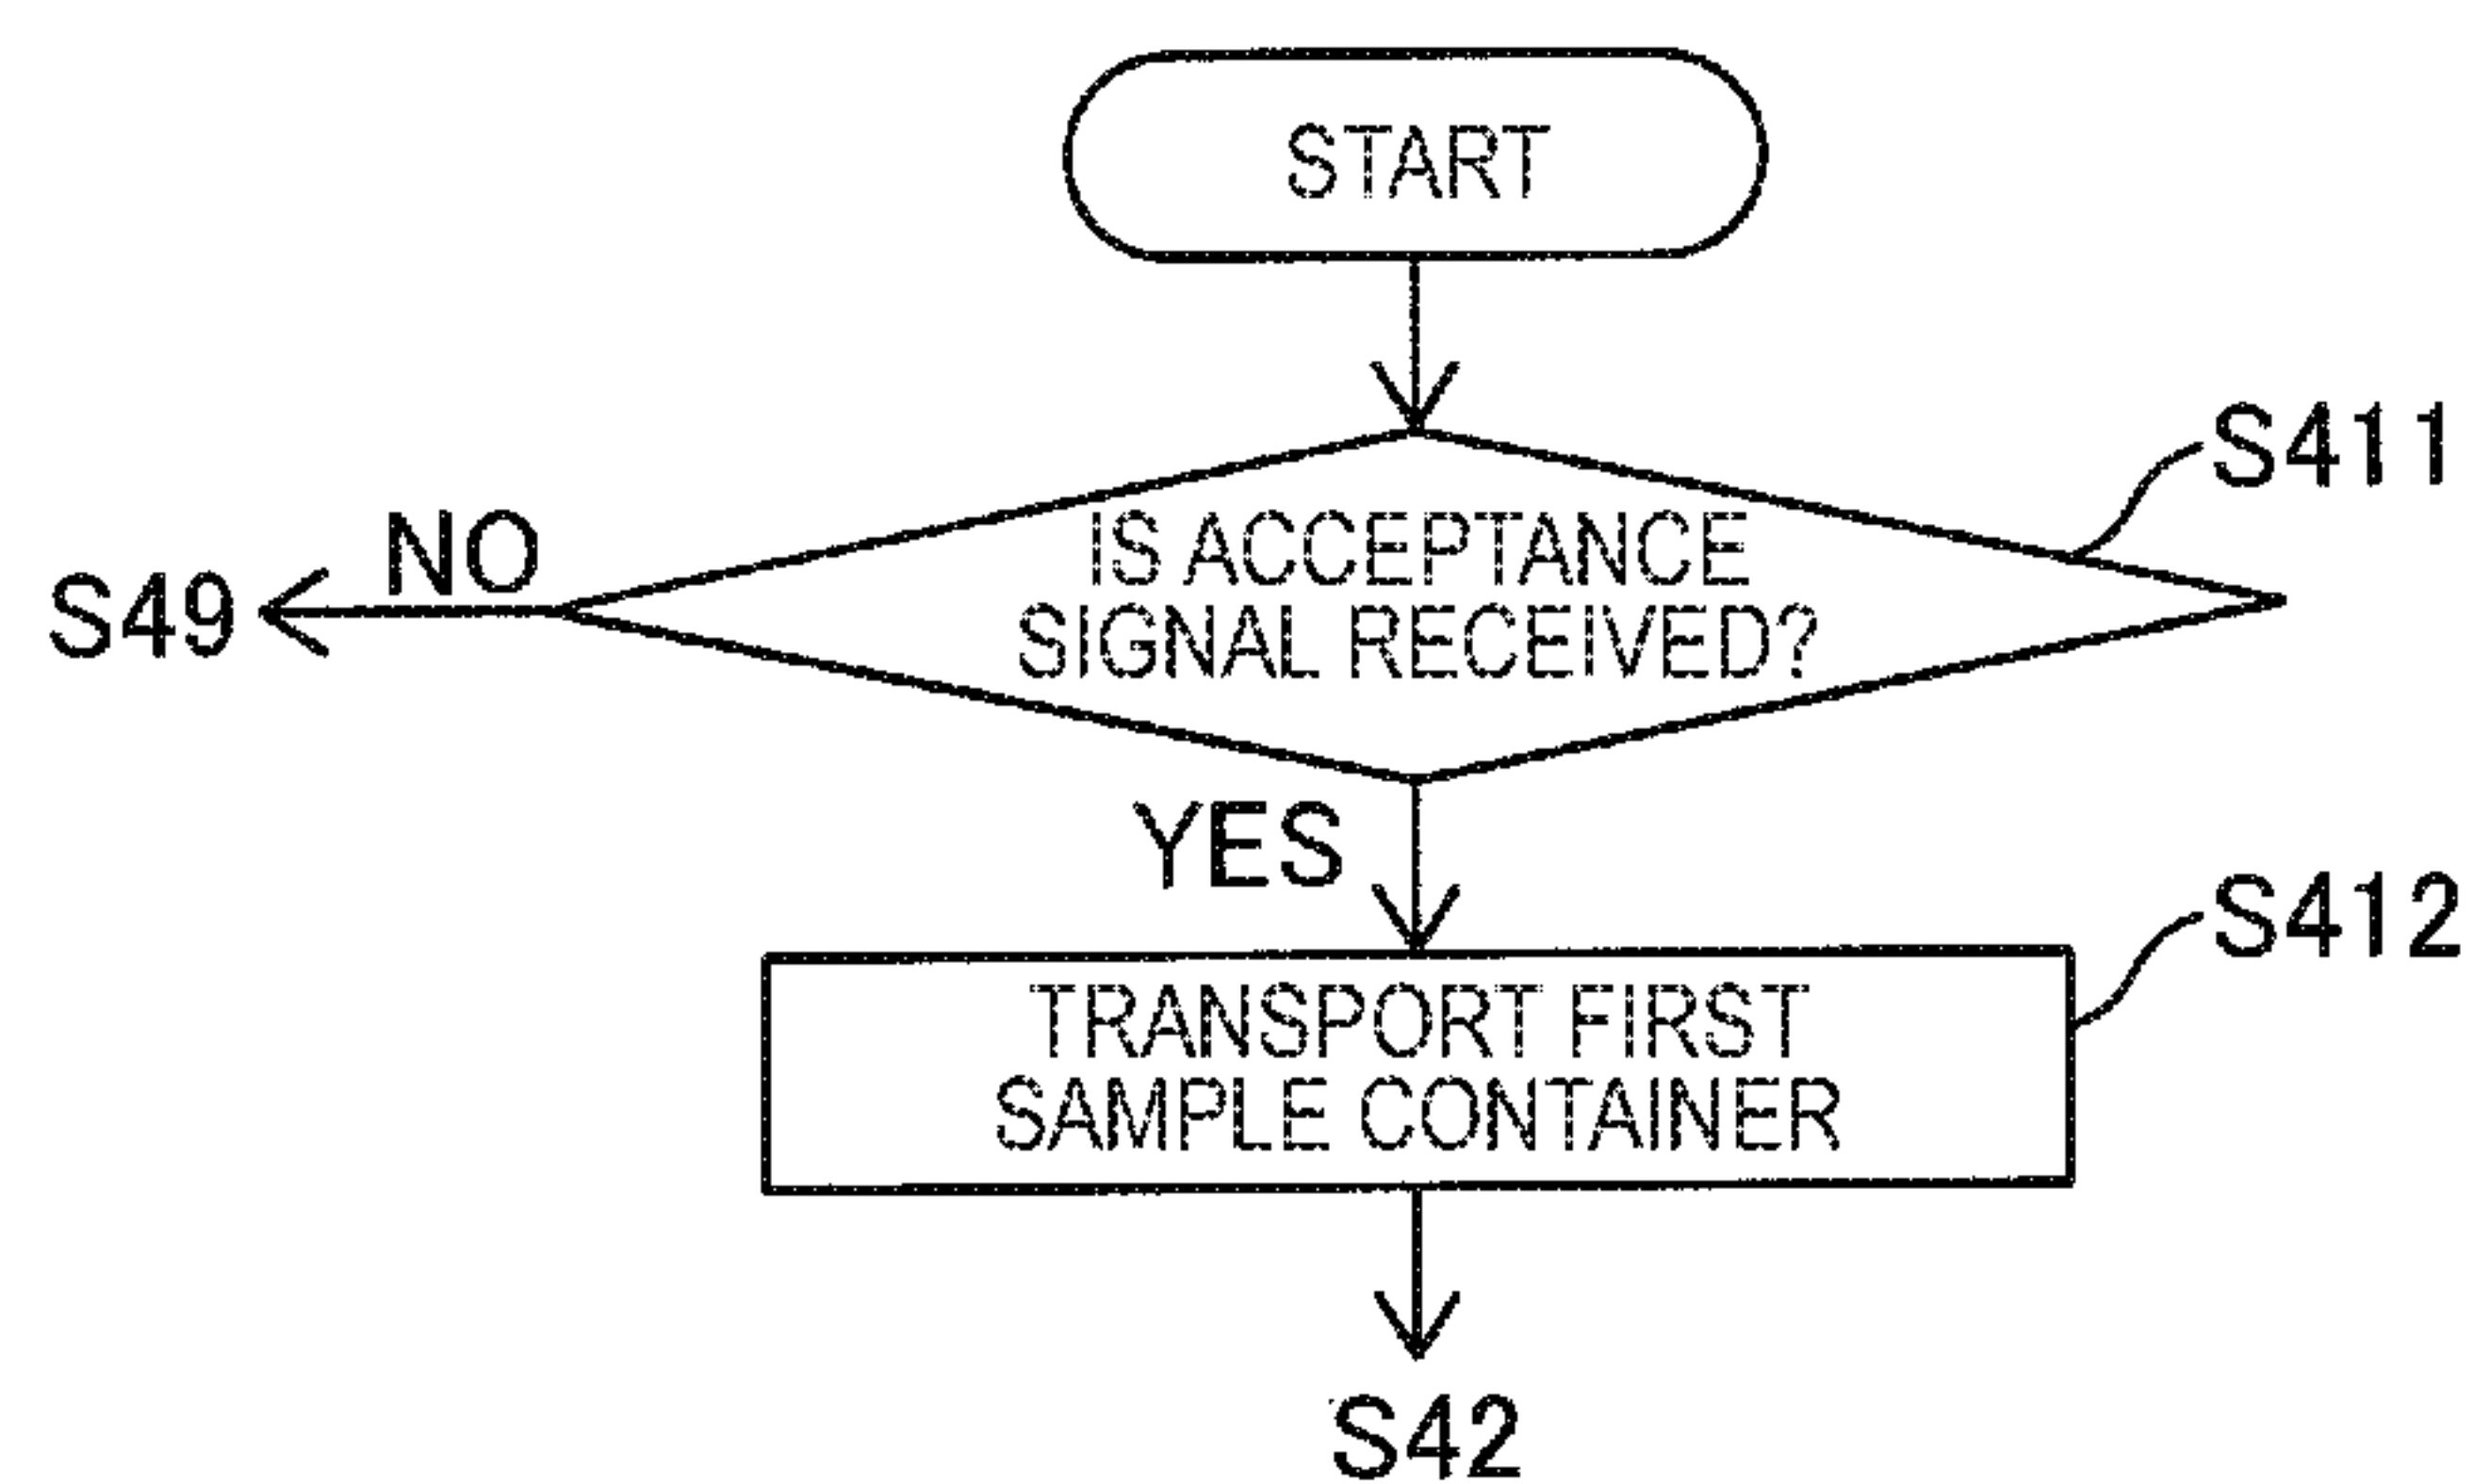 START
S411
IS ACCEPTANCE
SIGNAL RECEIVED?
NO
S49
YES
S412
TRANSPORT FIRST
SAMPLE CONTAINER
S42